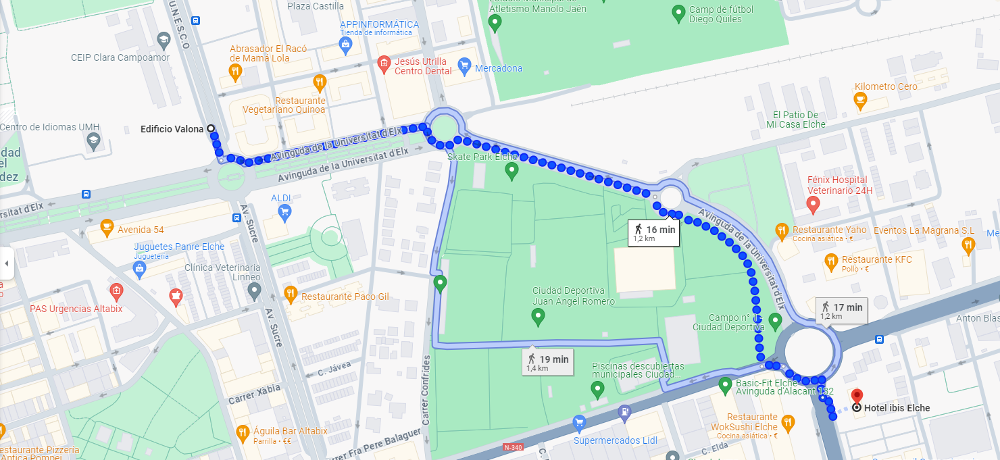 Plaza Castilla
Estadio Municipal de
Atletismo Manolo Jaén
Camp de fútbol
Diego Quiles
U.N.E.S.C.O
APPINFORMÁTICA
Tienda de informática
CEIP Clara Campoamor
Abrasador El Racó
de Mama Lola
Jesús Utrilla
Centro Dental
Mercadona
Restaurante
Vegetariano Quinoa
Kilometro Cero
El Patio De
Mi Casa Elche
Centro de Idiomas UMH
Edificio Valona
Avinguda de la Universitat d'Elx
Avinguda de la Universitat d'Elx
Skate Park Elche
dad
el
dez
Fénix Hospital
Veterinario 24H
ALDI
rsitat d'Elx
Av. Sucre
Avenida 54
16 min
1,2 km
Avinguda de la Universitat d'Elx
Restaurante Yaho
Cocina asiática • €
Eventos La Magrana S.L
Me
Juguetes Panre Elche
Juguetería
Restaurante KFC
Pollo • €
Clínica Veterinaria
Linneo
Ciudad Deportiva
Juan Ángel Romero
Restaurante Paco Gil
PAS Urgencias Altabix
17 min
1,2 km
Campo n° 1 -
Ciudad Deportiva
Anton Blas
Av. Sucre
19 min
1,4 km
Piscinas descubiertas
municipales Ciudad...
C. Jávea
Carrer Xàbia
Carrer Confrides
Basic-Fit Elche
Avinguda d'Alacant 132
Hotel ibis Elche
Restaurante
WokSushi Elche
Cocina asiática • €
Águila Bar Altabix
Parrilla • €€
Carrer Fra Pere Balaguer
Supermercados Lidl
N-340
C. Elda
estaurante Pizzería
Antica Pompei